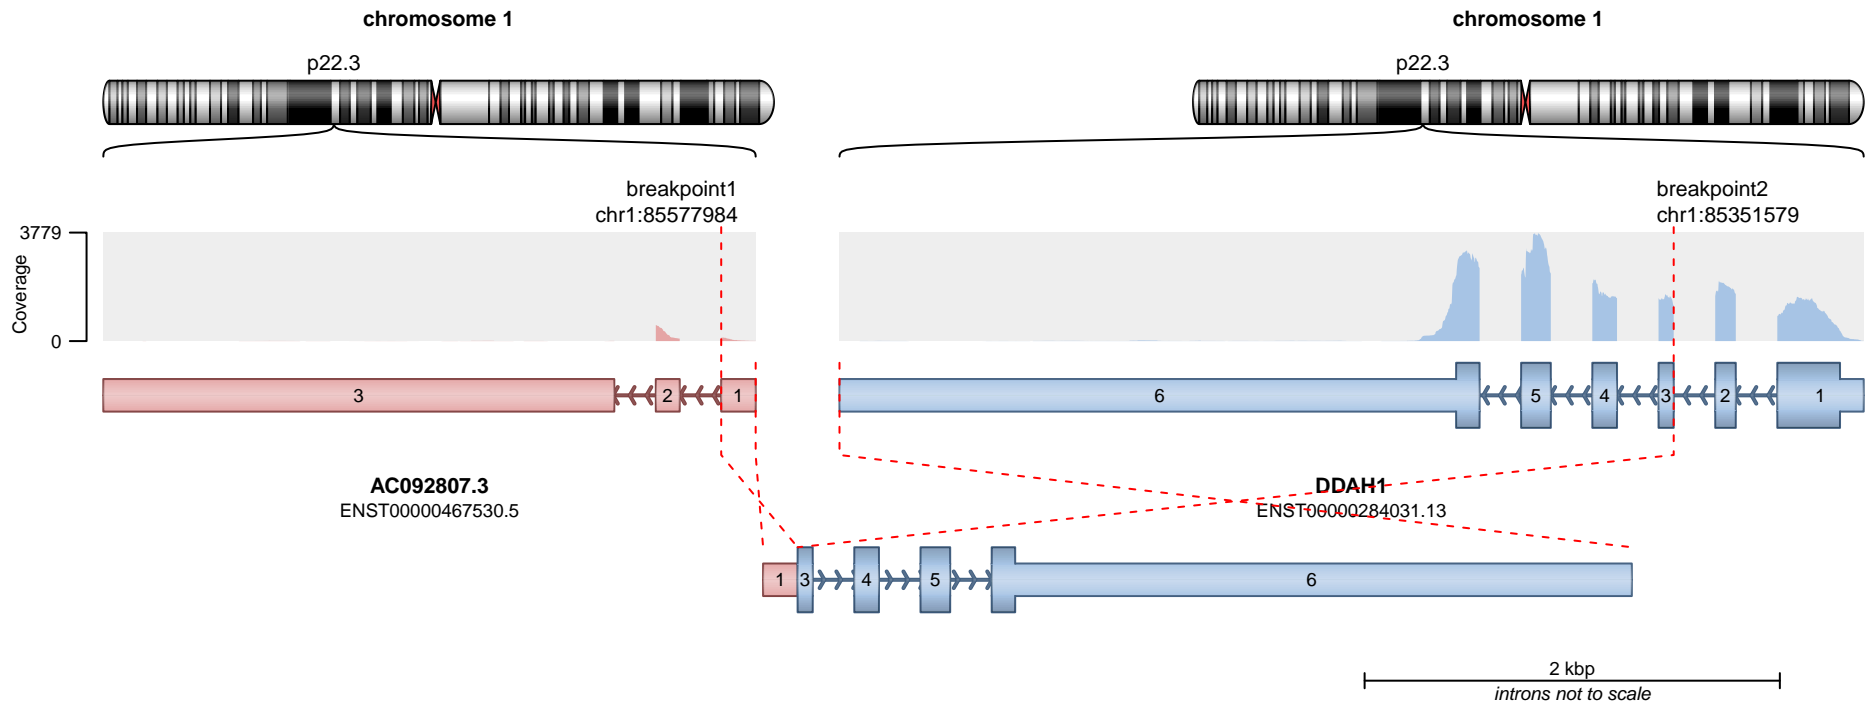 chromosome 1
chromosome 1
p22.3
p22.3
breakpoint1
chr1:85577984
breakpoint2
chr1:85351579
3779
0
Coverage
3
2
1
6
5
4
3
2
1
AC092807.3
ENST00000467530.5
DDAH1
ENST00000284031.13
1
3
4
5
6
2 kbp
introns not to scale